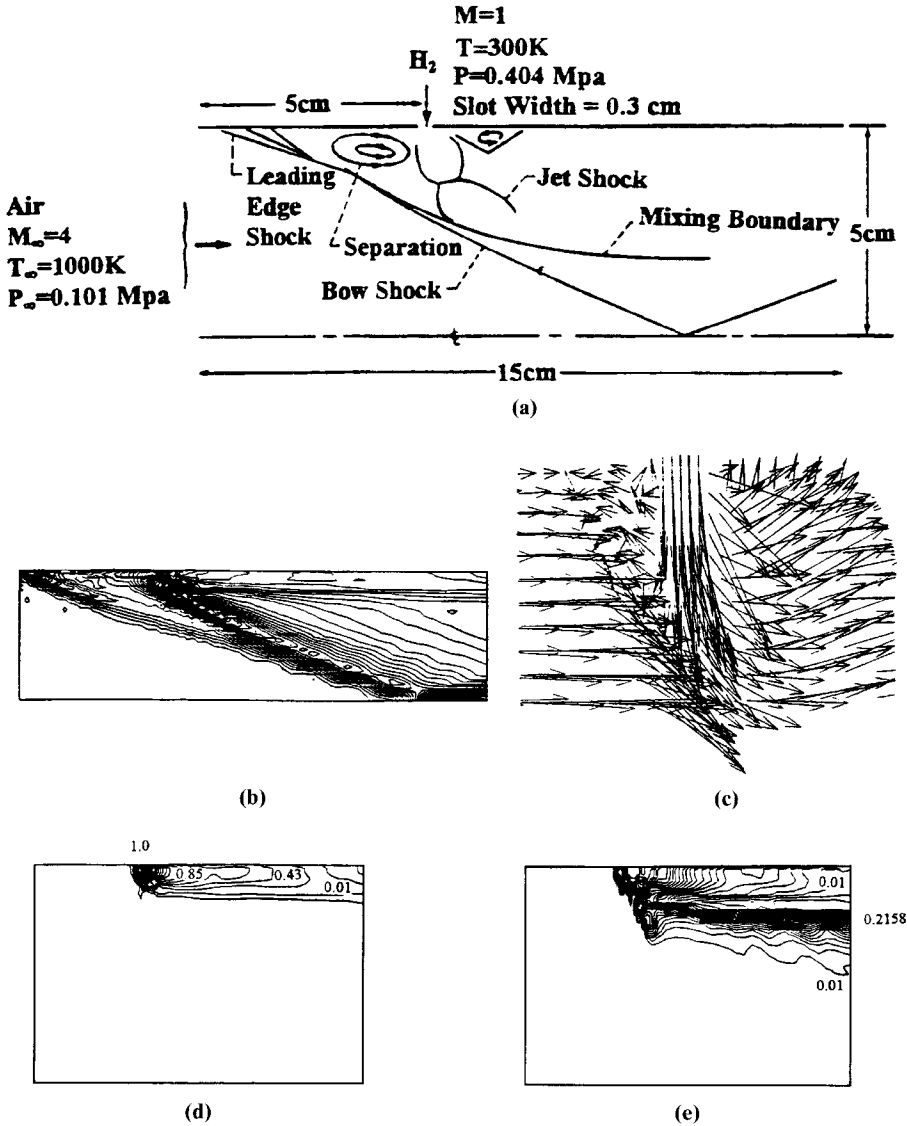 M=1
T=300K
H₂
P=0.404 Mpa
5cm
Slot Width = 0.3 cm
Leading
Edge
Shock
Jet Shock
Air
M∞=4
T∞=1000K
P∞=0.101 Mpa
Mixing Boundary
5cm
Separation
Bow Shock
15cm
(a)
(b)
(c)
1.0
0.85
0.43
0.01
0.01
0.2158
0.01
(d)
(e)